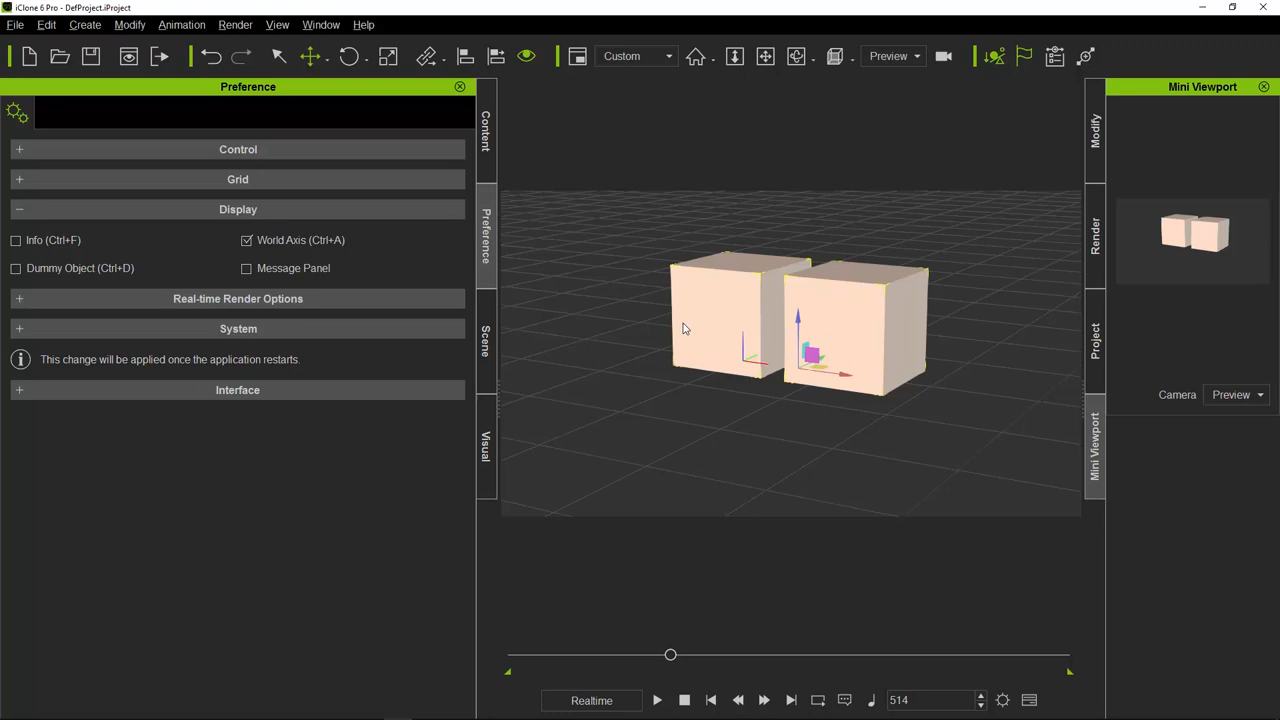 iClone 6 Pro - DefProject.iProject
File Edit Create Modify Animation Render View Window Help
Custom
Preview
Preference
Mini Viewport
Control
Grid
Display
Info (Ctrl+F)
World Axis (Ctrl+A)
Dummy Object (Ctrl+D)
Message Panel
Real-time Render Options
System
This change will be applied once the application restarts.
Interface
Content
Preference
Scene
Visual
Modify
Render
Project
Mini Viewport
Camera Preview
Realtime
514